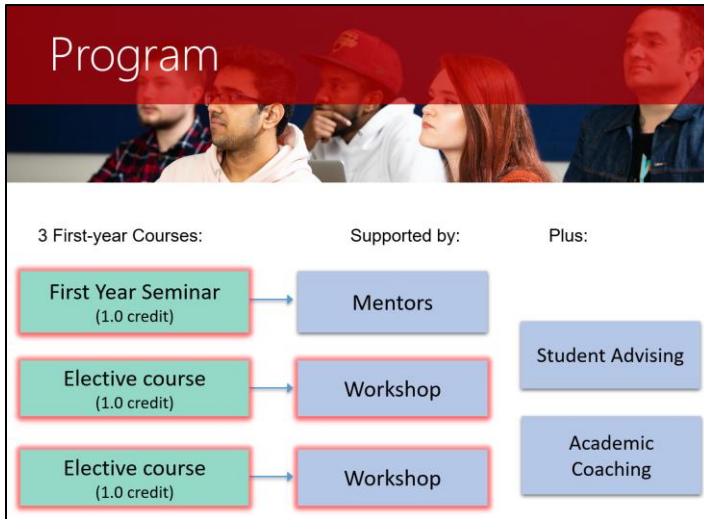 Program
3 First-year Courses:
Supported by:
Plus:
First Year Seminar
(1.0 credit)
Mentors
Elective course
(1.0 credit)
Workshop
Student Advising
Elective course
(1.0 credit)
Workshop
Academic
Coaching